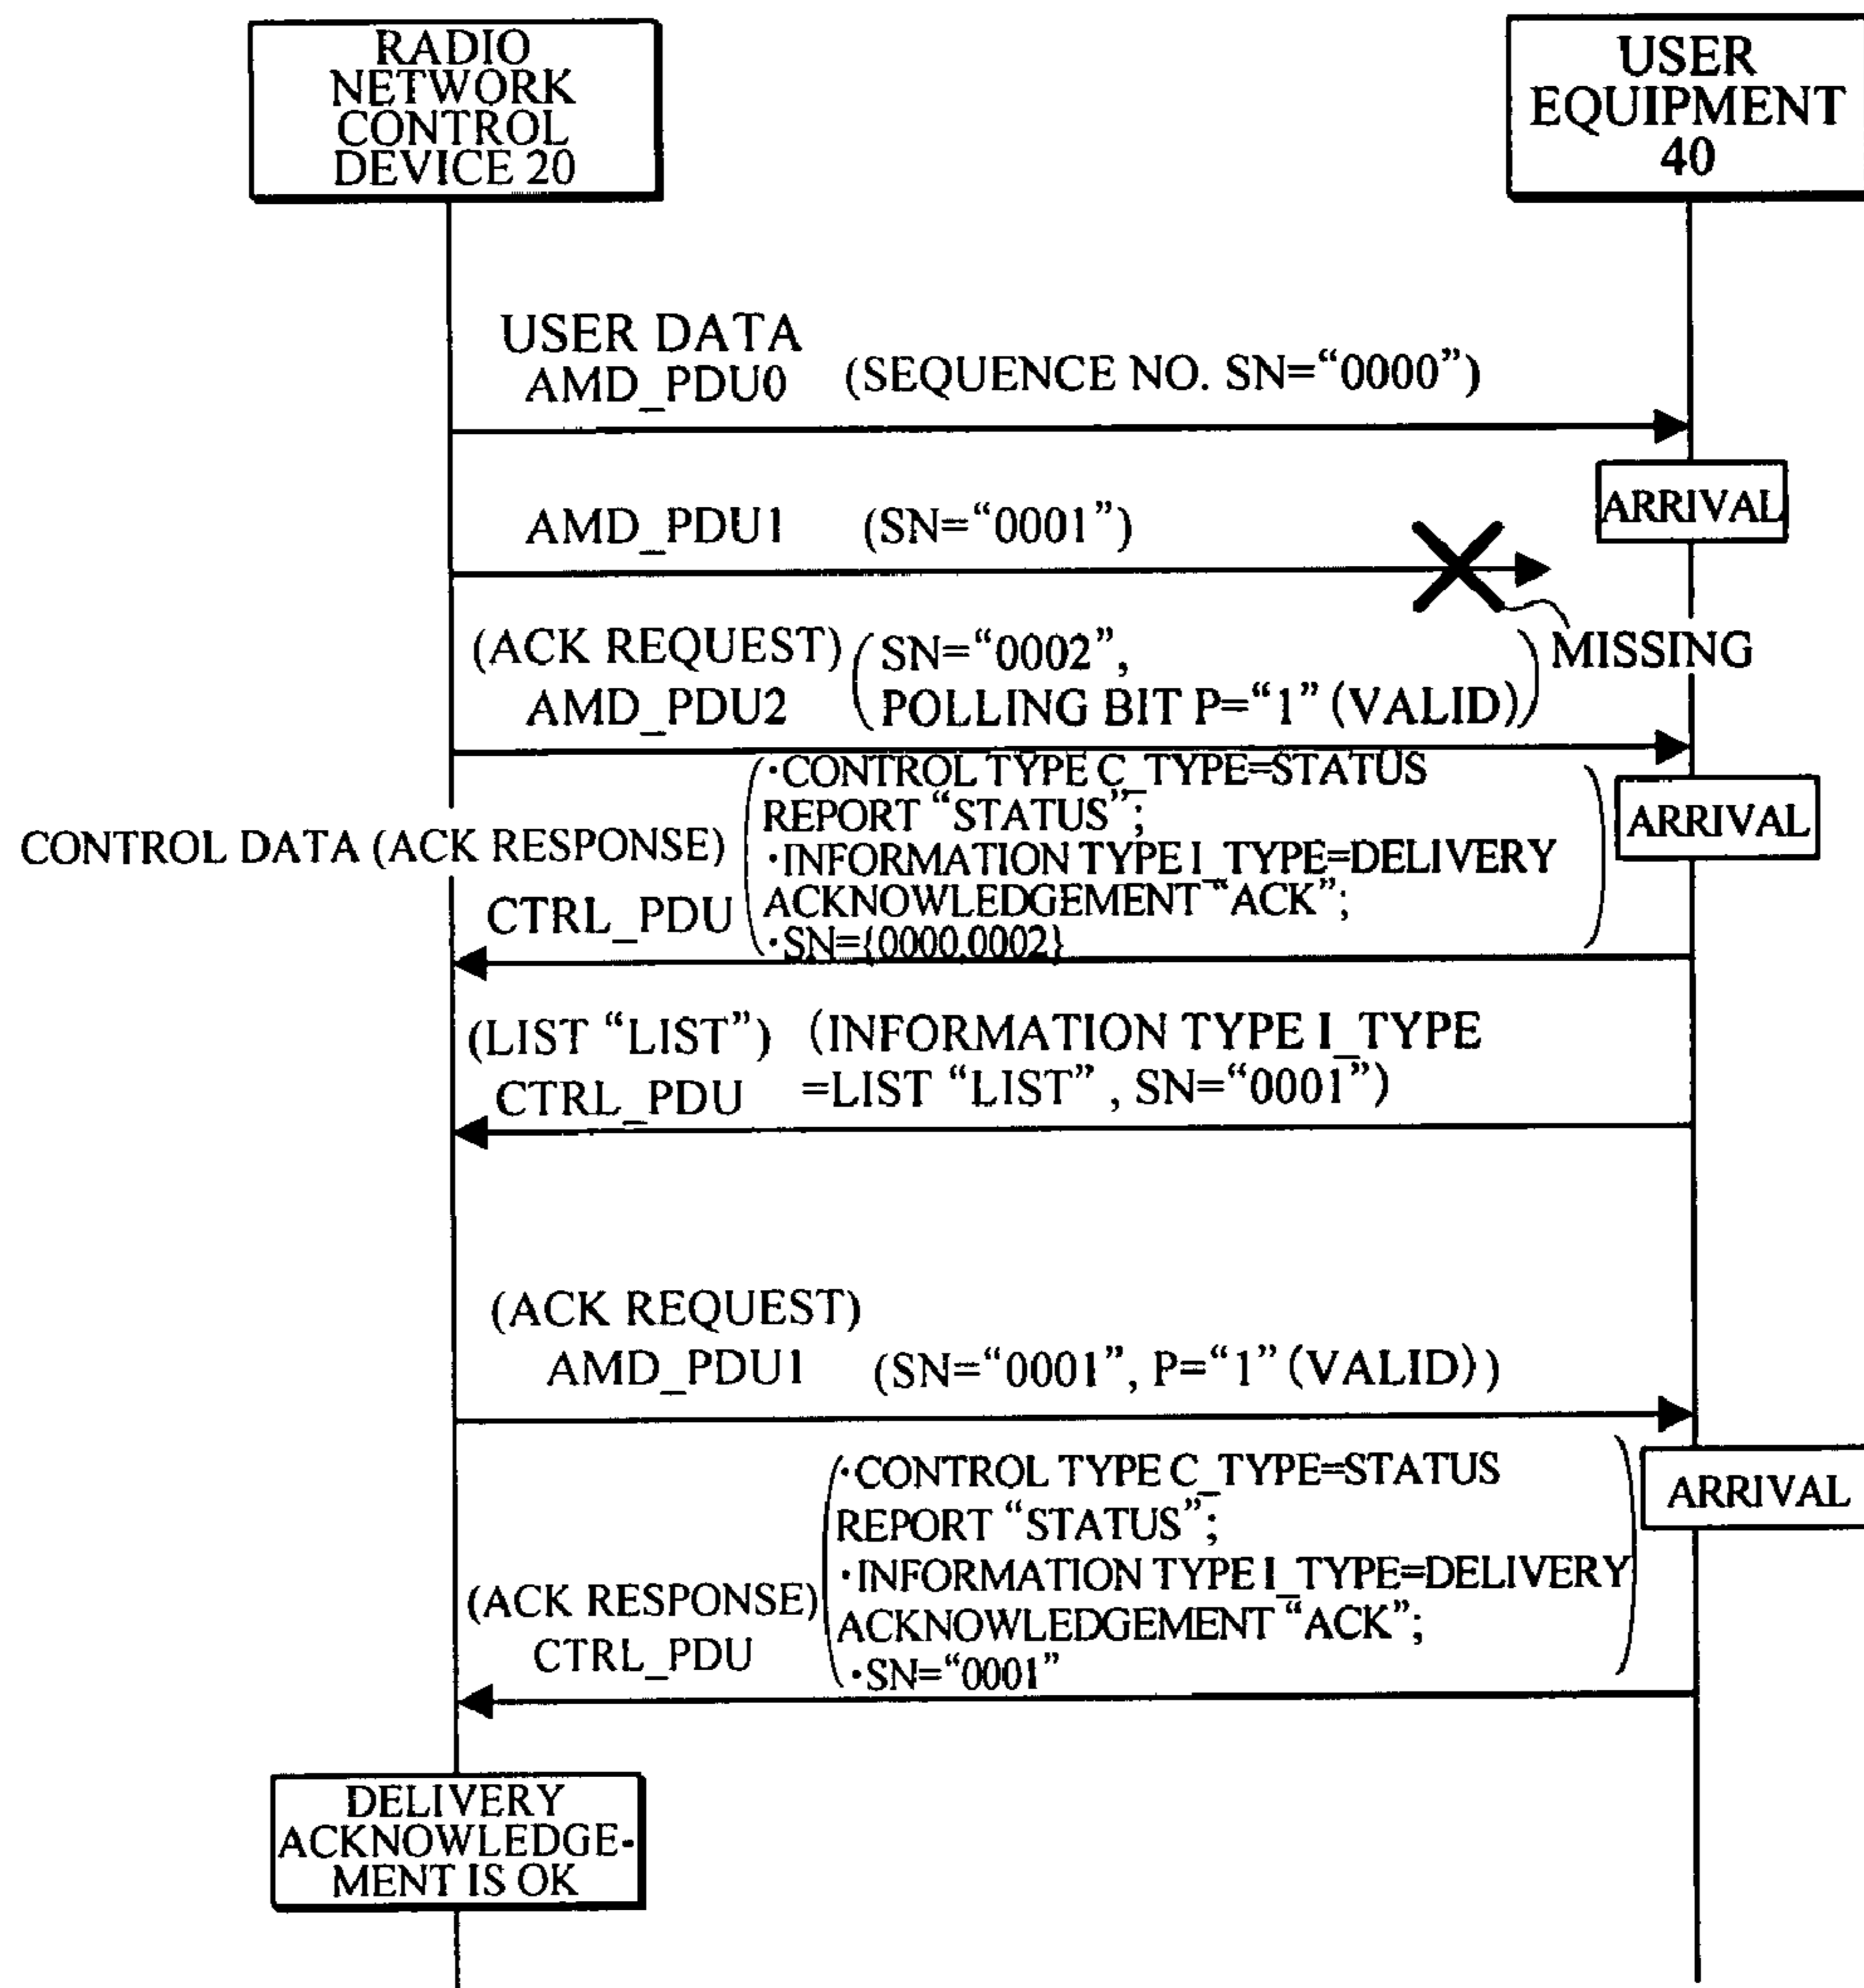 RADIO
NETWORK
CONTROL
DEVICE 20
USER
EQUIPMENT
40
USER DATA
AMD_PDU0 (SEQUENCE NO. SN=“0000”)
ARRIVAL
AMD_PDU1 (SN=“0001”)
MISSING
(ACK REQUEST) SN=“0002”,
AMD_PDU2 POLLING BIT P=“1” (VALID)
ARRIVAL
CONTROL DATA (ACK RESPONSE)
CTRL_PDU
·CONTROL TYPE C_TYPE=STATUS
REPORT “STATUS”;
·INFORMATION TYPE I_TYPE=DELIVERY
ACKNOWLEDGEMENT “ACK”;
·SN={0000,0002}
(LIST “LIST”) (INFORMATION TYPE I_TYPE
CTRL_PDU =LIST “LIST”, SN=“0001”)
(ACK REQUEST)
AMD_PDU1 (SN=“0001”, P=“1” (VALID))
ARRIVAL
(ACK RESPONSE)
CTRL_PDU
·CONTROL TYPE C_TYPE=STATUS
REPORT “STATUS”;
·INFORMATION TYPE I_TYPE=DELIVERY
ACKNOWLEDGEMENT “ACK”;
·SN=“0001”
DELIVERY
ACKNOWLEDGE-
MENT IS OK